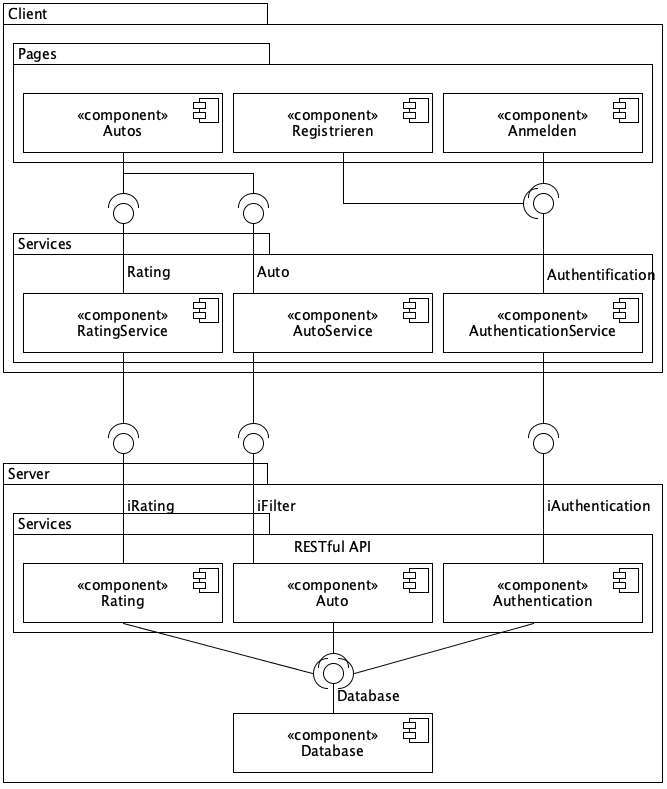 Client
Pages
«component»
Autos
«component»
Registrieren
«component»
Anmelden
Services
Rating
Auto
Authentification
«component»
RatingService
«component»
AutoService
«component»
AuthenticationService
Server
iRating
iFilter
iAuthentication
Services
RESTful API
«component»
Rating
«component»
Auto
«component»
Authentication
Database
«component»
Database